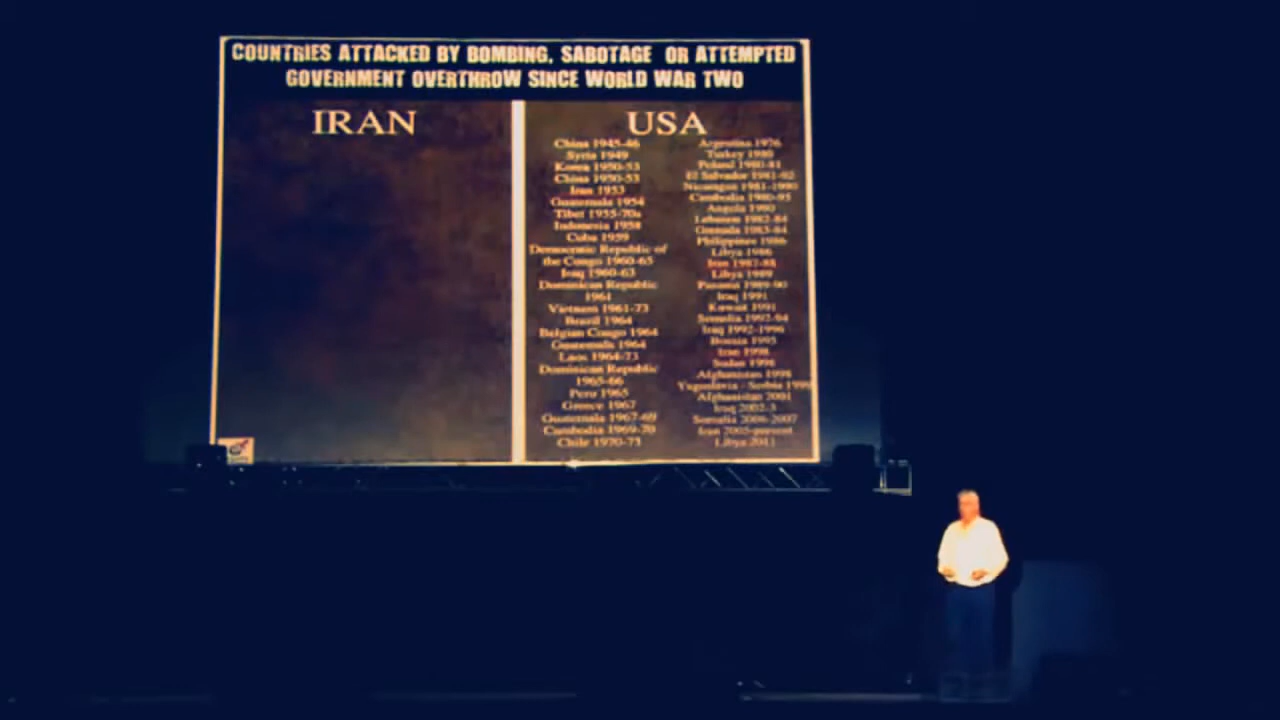 COUNTRIES ATTACKED BY BOMBING, SABOTAGE OR ATTEMPTED
GOVERNMENT OVERTHROW SINCE WORLD WAR TWO
IRAN
USA
China 1945-46
Syria 1949
Korea 1950-53
China 1950-53
Iran 1953
Guatemala 1954
Tibet 1955-70s
Indonesia 1958
Cuba 1959
Democratic Republic of
the Congo 1960-65
Iraq 1960-63
Dominican Republic
1961
Vietnam 1961-73
Brazil 1964
Belgian Congo 1964
Guatemala 1964
Laos 1964-73
Dominican Republic
1965-66
Peru 1965
Greece 1967
Guatemala 1967-69
Cambodia 1969-70
Chile 1970-73
Argentina 1976
Turkey 1980
Poland 1980-81
El Salvador 1981-92
Nicaragua 1981-1990
Cambodia 1980-95
Angola 1980
Lebanon 1982-84
Grenada 1983-84
Philippines 1986
Libya 1986
Iran 1987-88
Libya 1989
Panama 1989-90
Iraq 1991
Kuwait 1991
Somalia 1992-94
Iraq 1992-1996
Bosnia 1995
Iran 1998
Sudan 1998
Afghanistan 1998
Yugoslavia - Serbia 1999
Afghanistan 2001
Iraq 2002-3
Somalia 2006-2007
Iran 2005-present
Libya 2011